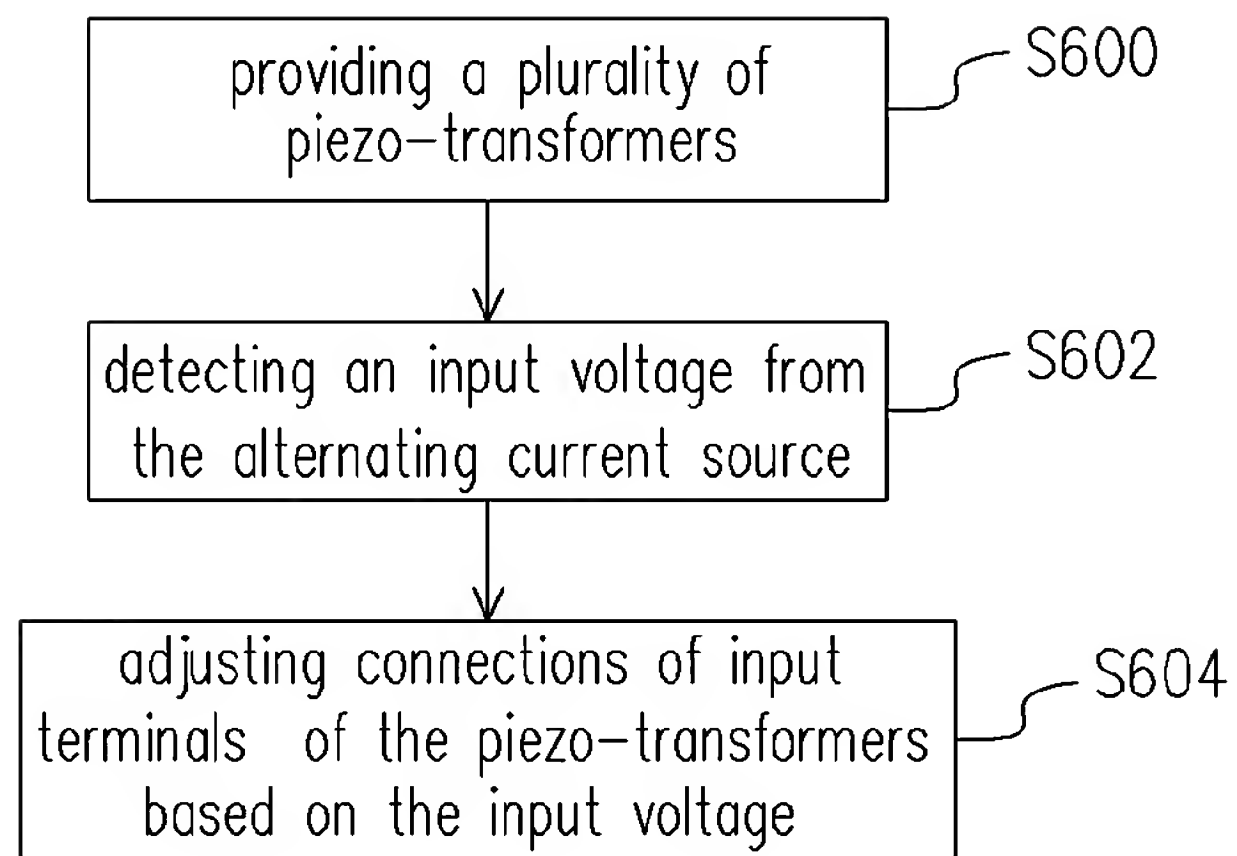 providing a plurality of
piezo-transformers
S600
detecting an input voltage from
the alternating current source
S602
adjusting connections of input
terminals of the piezo-transformers
based on the input voltage
S604